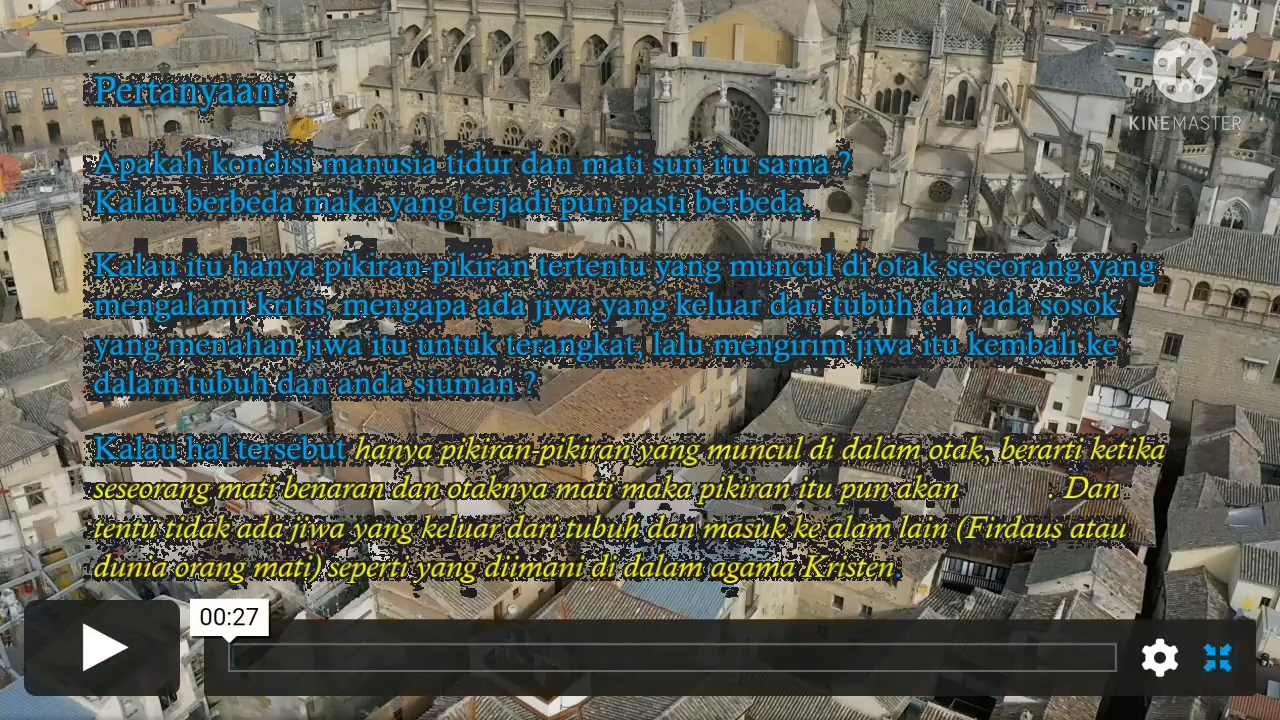 Pertanyaan:
KINEMASTER
Apakah kondisi manusia tidur dan mati suri itu sama ?
Kalau berbeda maka yang terjadi pun pasti berbeda.
Kalau itu hanya pikiran-pikiran tertentu yang muncul di otak seseorang yang
mengalami kritis, mengapa ada jiwa yang keluar dari tubuh dan ada sosok
yang menahan jiwa itu untuk terangkat, lalu mengirim jiwa itu kembali ke
dalam tubuh dan anda siuman ?
Kalau hal tersebut hanya pikiran-pikiran yang muncul di dalam otak, berarti ketika
seseorang mati benaran dan otaknya mati maka pikiran itu pun akan . Dan
tentu tidak ada jiwa yang keluar dari tubuh dan masuk ke alam lain (Firdaus atau
dunia orang mati) seperti yang diimani di dalam agama Kristen.
00:27